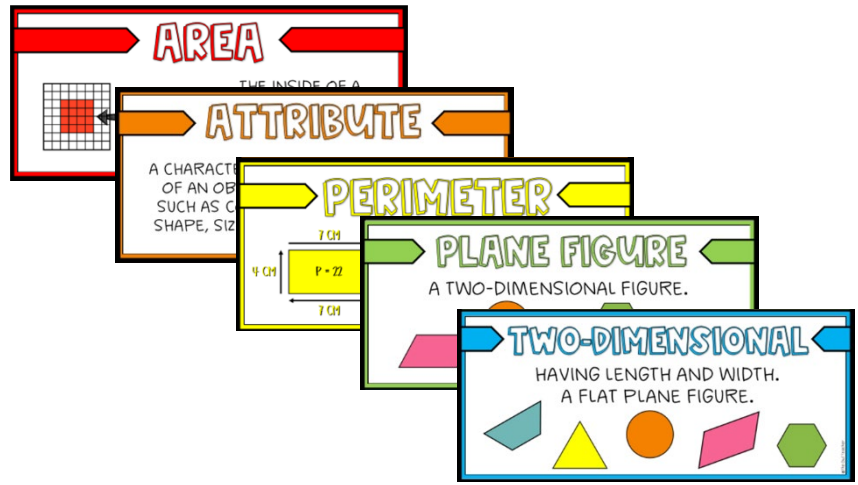 AREA
THE INSIDE OF A
ATTRIBUTE
A CHARACTE
OF AN OB
SUCH AS C
SHAPE, SIZ
PERIMETER
7 CM
4 CM
P = 22
7 CM
PLANE FIGURE
A TWO-DIMENSIONAL FIGURE.
TWO-DIMENSIONAL
HAVING LENGTH AND WIDTH.
A FLAT PLANE FIGURE.